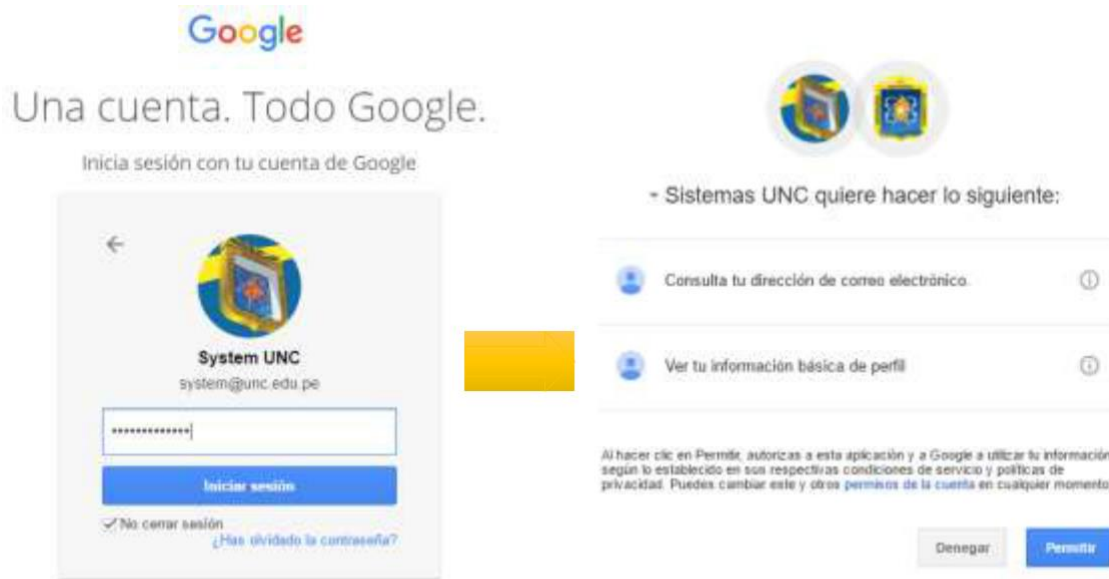 Google
Una cuenta. Todo Google.
Inicia sesión con tu cuenta de Google
System UNC
system@unc.edu.pe
•••••••••••••
Iniciar sesión
No cerrar sesión
¿Has olvidado la contraseña?
- Sistemas UNC quiere hacer lo siguiente:
Consulta tu dirección de correo electrónico.
Ver tu información básica de perfil
Al hacer clic en Permitir, autorizas a esta aplicación y a Google a utilizar tu información
según lo establecido en sus respectivas condiciones de servicio y políticas de
privacidad. Puedes cambiar este y otros permisos de la cuenta en cualquier momento
Denegar
Permitir